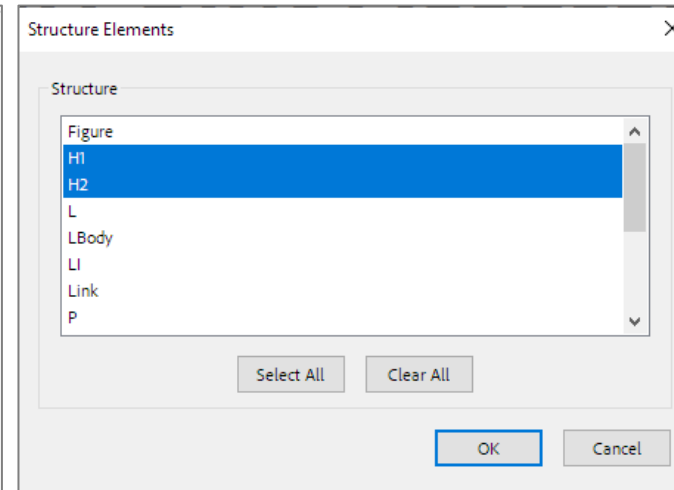 Structure Elements
Structure
Figure
H1
H2
L
LBody
LI
Link
P
Select All Clear All
OK Cancel